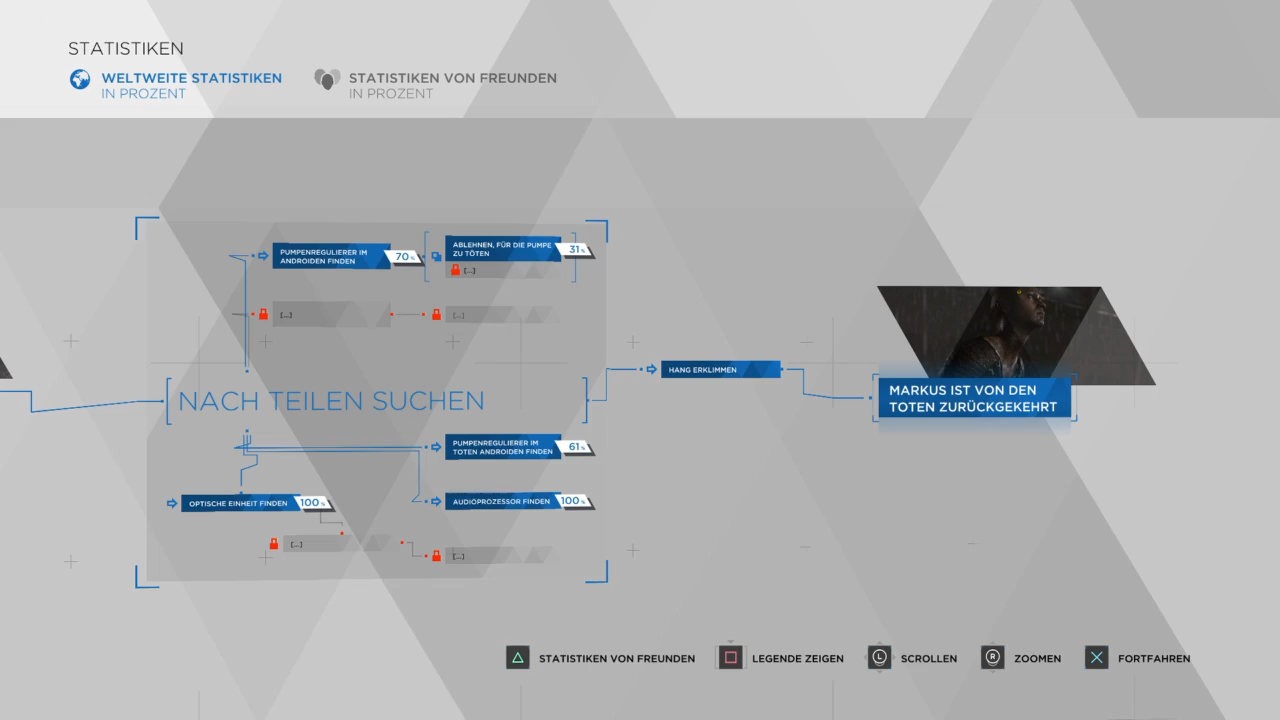 STATISTIKEN
WELTWEITE STATISTIKEN
IN PROZENT
STATISTIKEN VON FREUNDEN
IN PROZENT
PUMPENREGULIERER IM
ANDROIDEN FINDEN
70%
ABLEHNEN, FÜR DIE PUMPE
ZU TÖTEN
31%
[...]
[...]
[...]
HANG ERKLIMMEN
MARKUS IST VON DEN
TOTEN ZURÜCKGEKEHRT
NACH TEILEN SUCHEN
PUMPENREGULIERER IM
TOTEN ANDROIDEN FINDEN
61%
OPTISCHE EINHEIT FINDEN
100%
AUDIOPROZESSOR FINDEN
100%
[...]
[...]
STATISTIKEN VON FREUNDEN
LEGENDE ZEIGEN
L
SCROLLEN
R
ZOOMEN
FORTFAHREN